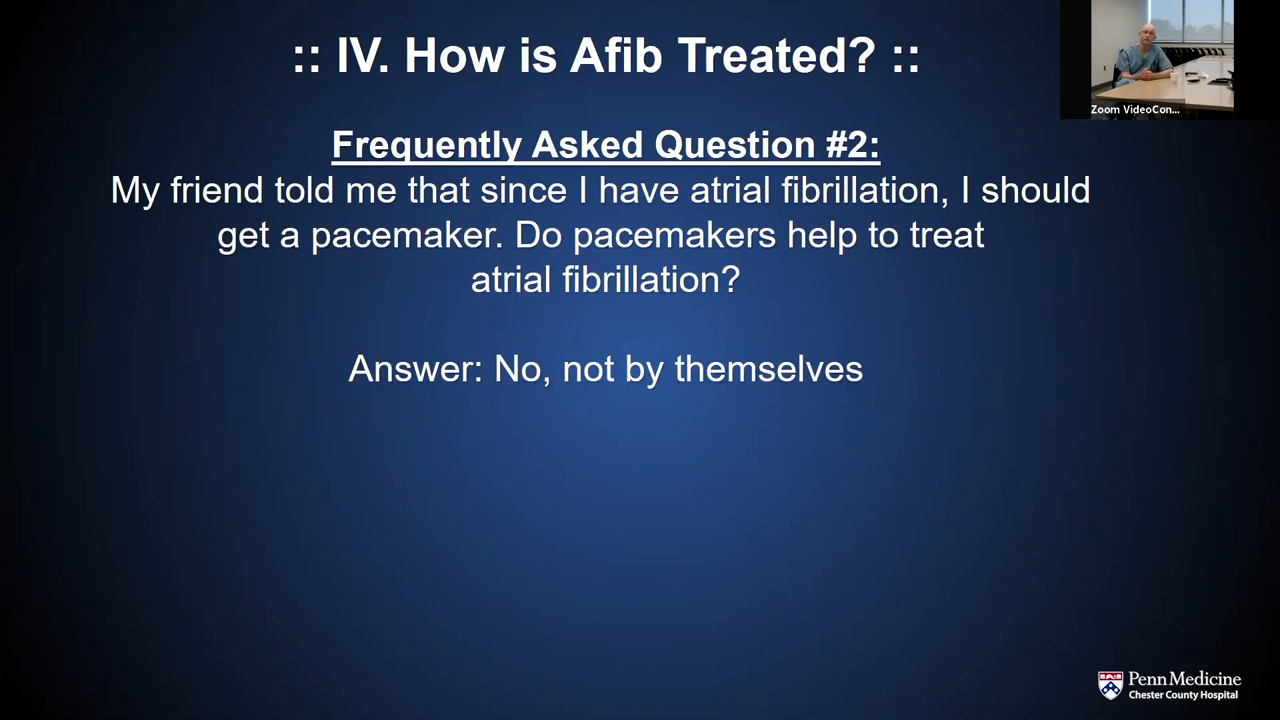 :: IV. How is Afib Treated? ::
Zoom VideoCon...
Frequently Asked Question #2:
My friend told me that since I have atrial fibrillation, I should
get a pacemaker. Do pacemakers help to treat
atrial fibrillation?
Answer: No, not by themselves
Penn Medicine
Chester County Hospital